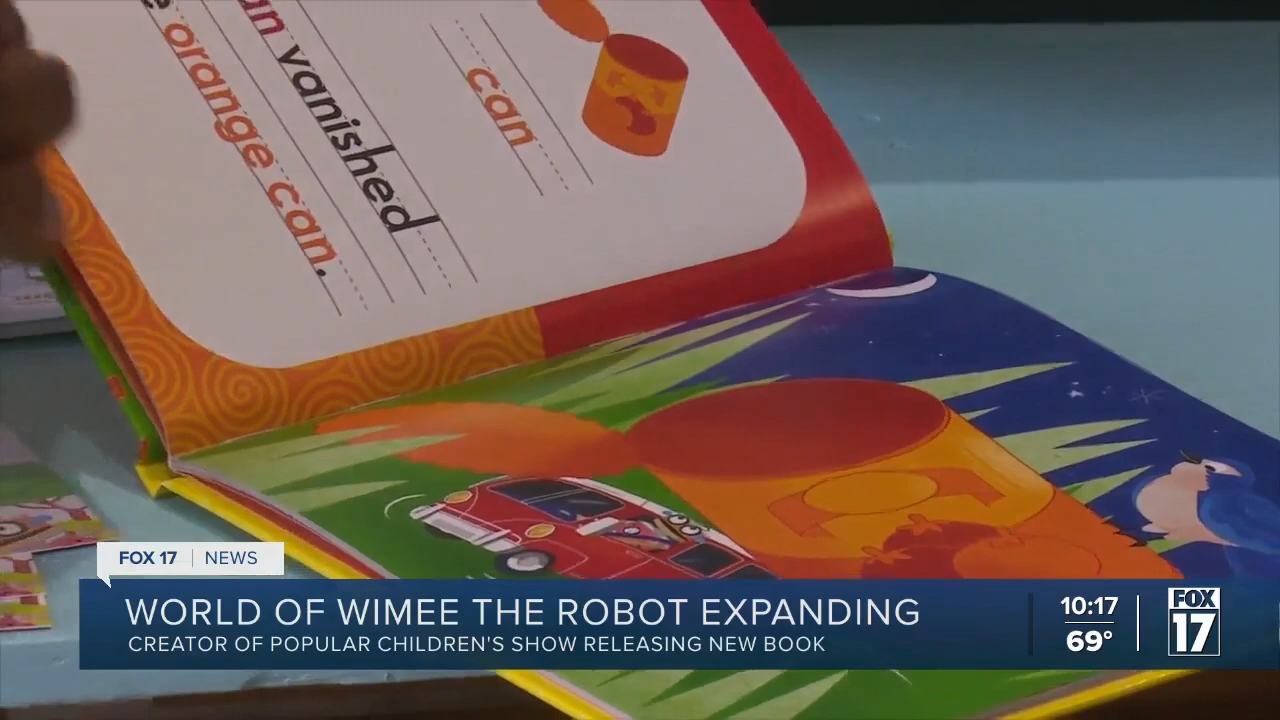 an vanished
e orange can.
can
FOX 17 | NEWS
WORLD OF WIMEE THE ROBOT EXPANDING
CREATOR OF POPULAR CHILDREN'S SHOW RELEASING NEW BOOK
10:17
69°
FOX
17